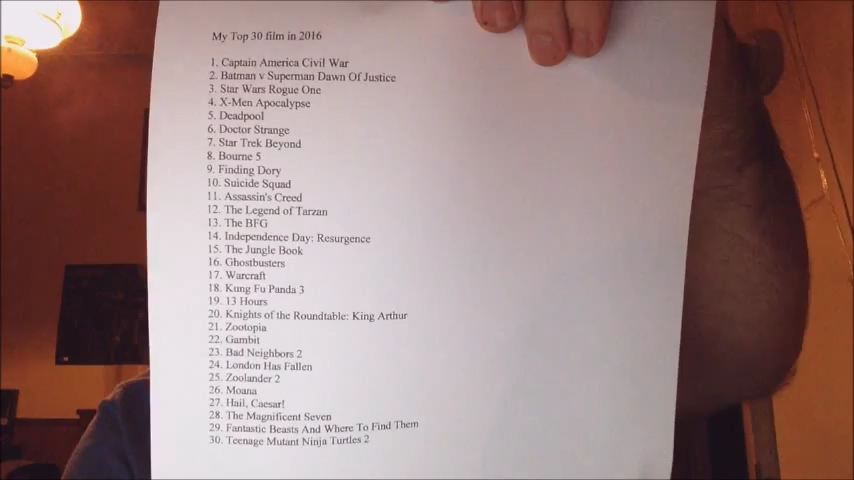 My Top 30 film in 2016
1. Captain America Civil War
2. Batman v Superman Dawn Of Justice
3. Star Wars Rogue One
4. X-Men Apocalypse
5. Deadpool
6. Doctor Strange
7. Star Trek Beyond
8. Bourne 5
9. Finding Dory
10. Suicide Squad
11. Assassin's Creed
12. The Legend of Tarzan
13. The BFG
14. Independence Day: Resurgence
15. The Jungle Book
16. Ghostbusters
17. Warcraft
18. Kung Fu Panda 3
19. 13 Hours
20. Knights of the Roundtable: King Arthur
21. Zootopia
22. Gambit
23. Bad Neighbors 2
24. London Has Fallen
25. Zoolander 2
26. Moana
27. Hail, Caesar!
28. The Magnificent Seven
29. Fantastic Beasts And Where To Find Them
30. Teenage Mutant Ninja Turtles 2